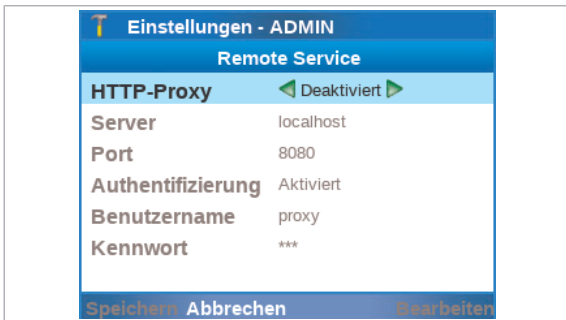 Einstellungen - ADMIN
Remote Service
HTTP-Proxy Deaktiviert
Server localhost
Port 8080
Authentifizierung Aktiviert
Benutzername proxy
Kennwort ***
Speichern Abbrechen Bearbeiten